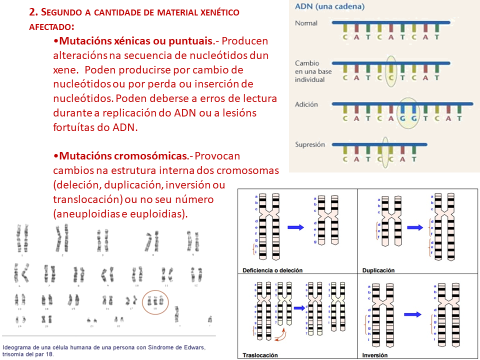 2. SEGUNDO A CANTIDADE DE MATERIAL XENÉTICO
AFECTADO:
•Mutacións xénicas ou puntuais.- Producen
alteracións na secuencia de nucleótidos dun
xene. Poden producirse por cambio de
nucleótidos ou por perda ou inserción de
nucleótidos. Poden deberse a erros de lectura
durante a replicación do ADN ou a lesións
fortuítas do ADN.
•Mutacións cromosómicas.- Provocan
cambios na estrutura interna dos cromosomas
(deleción, duplicación, inversión ou
translocación) ou no seu número
(aneuploidias e euploidias).
ADN (una cadena)
Normal
C A T C A T C A T
Cambio
en una base
individual
C A T C C T C A T
Adición
C A T C A G G T C A T
Supresión
C A T C C A T
Deficiencia o deleción
Duplicación
Traslocación
Inversión
Ideograma de una célula humana de una persona con Síndrome de Edwars,
trisomía del par 18.